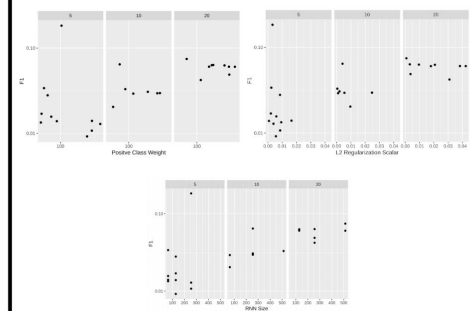 5 10 20
F1
0.10
0.01
100 100 100
Positive Class Weight
5 10 20
F1
0.10
0.01
0.00 0.01 0.02 0.03 0.04 0.00 0.01 0.02 0.03 0.04 0.00 0.01 0.02 0.03 0.04
L2 Regularization Scalar
5 10 20
F1
0.10
0.01
100 200 300 400 500 100 200 300 400 500 100 200 300 400 500
RNN Size